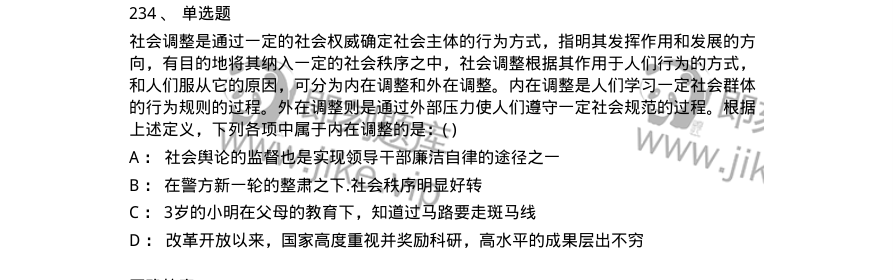 234 、 单选题
社会调整是通过一定的社会权威确定社会主体的行为方式，指明其发挥作用和发展的方
向，有目的地将其纳入一定的社会秩序之中，社会调整根据其作用于人们行为的方式，
和人们服从它的原因，可分为内在调整和外在调整。内在调整是人们学习一定社会群体
的行为规则的过程。外在调整则是通过外部压力使人们遵守一定社会规范的过程。根据
上述定义，下列各项中属于内在调整的是：( )
A ： 社会舆论的监督也是实现领导干部廉洁自律的途径之一
B ： 在警方新一轮的整肃之下.社会秩序明显好转
C ： 3岁的小明在父母的教育下，知道过马路要走斑马线
D ： 改革开放以来，国家高度重视并奖励科研，高水平的成果层出不穷
即刻题库
www.jike.vip
即刻
www.jik